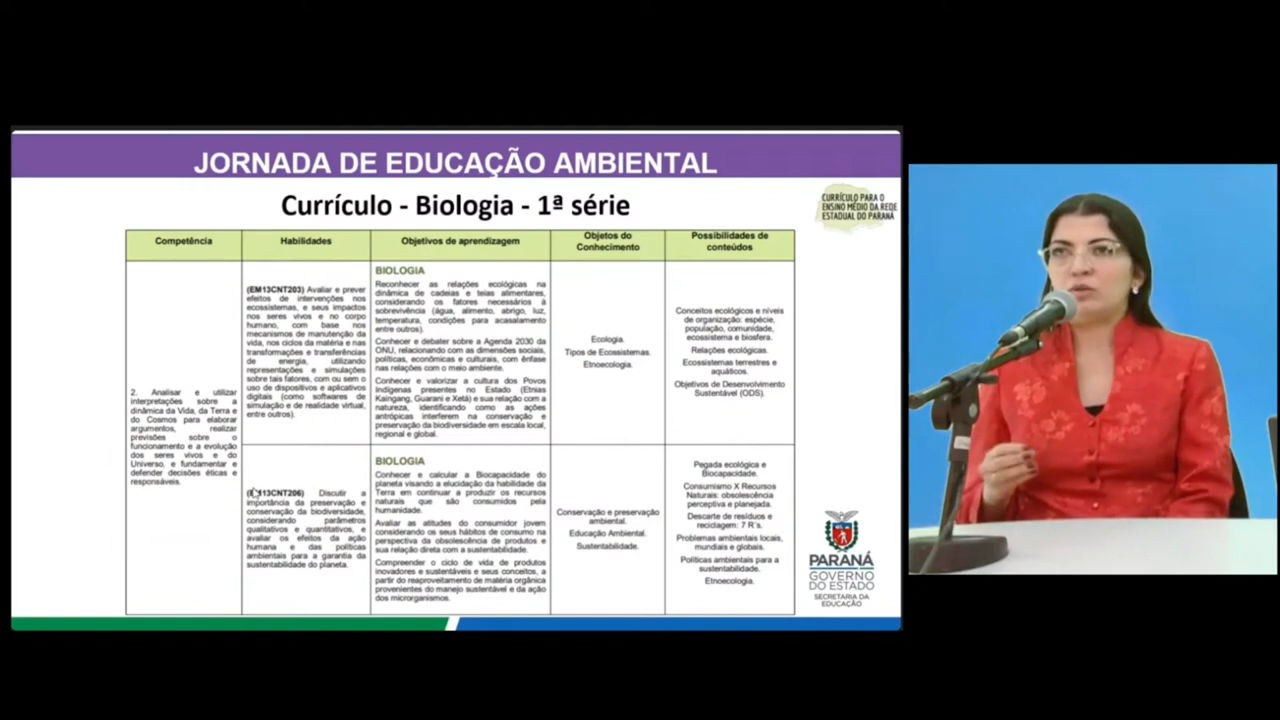 JORNADA DE EDUCAÇÃO AMBIENTAL
Currículo - Biologia - 1ª série
CURRÍCULO PARA O
ENSINO MÉDIO DA REDE
ESTADUAL DO PARANÁ
Competência
Habilidades
Objetivos de aprendizagem
Objetos do
Conhecimento
Possibilidades de
conteúdos
2. Analisar e utilizar
interpretações sobre a
dinâmica da Vida, da Terra e
do Cosmos para elaborar
argumentos, realizar
previsões sobre o
funcionamento e a evolução
dos seres vivos e do
Universo, e fundamentar e
defender decisões éticas e
responsáveis.
(EM13CNT203) Avaliar e prever
efeitos de intervenções nos
ecossistemas, e seus impactos
nos seres vivos e no corpo
humano, com base nos
mecanismos de manutenção da
vida, nos ciclos da matéria e nas
transformações e transferências
de energia, utilizando
representações e simulações
sobre tais fatores, com ou sem o
uso de dispositivos e aplicativos
digitais (como softwares de
simulação e de realidade virtual,
entre outros).
BIOLOGIA
Reconhecer as relações ecológicas na
dinâmica de cadeias e teias alimentares,
considerando os fatores necessários à
sobrevivência (água, alimento, abrigo, luz,
temperatura, condições para acasalamento
entre outros).
Conhecer e debater sobre a Agenda 2030 da
ONU, relacionando com as dimensões sociais,
políticas, econômicas e culturais, com ênfase
nas relações com o meio ambiente.
Conhecer e valorizar a cultura dos Povos
Indígenas presentes no Estado (Etnias
Kaingang, Guarani e Xetá) e sua relação com a
natureza, identificando como as ações
antrópicas interferem na conservação e
preservação da biodiversidade em escala local,
regional e global.
Ecologia.
Tipos de Ecossistemas.
Etnoecologia.
Conceitos ecológicos e níveis
de organização: espécie,
população, comunidade,
ecossistema e biosfera.
Relações ecológicas.
Ecossistemas terrestres e
aquáticos.
Objetivos de Desenvolvimento
Sustentável (ODS).
(EM13CNT206) Discutir a
importância da preservação e
conservação da biodiversidade,
considerando parâmetros
qualitativos e quantitativos, e
avaliar os efeitos da ação
humana e das políticas
ambientais para a garantia da
sustentabilidade do planeta.
BIOLOGIA
Conhecer e calcular a Biocapacidade do
planeta visando a elucidação da habilidade da
Terra em continuar a produzir os recursos
naturais que são consumidos pela
humanidade.
Avaliar as atitudes do consumidor jovem
considerando os seus hábitos de consumo na
perspectiva da obsolescência de produtos e
sua relação direta com a sustentabilidade.
Compreender o ciclo de vida de produtos
inovadores e sustentáveis e seus conceitos, a
partir do reaproveitamento de matéria orgânica
provenientes do manejo sustentável e da ação
dos microrganismos.
Conservação e preservação
ambiental.
Educação Ambiental.
Sustentabilidade.
Pegada ecológica e
Biocapacidade.
Consumismo X Recursos
Naturais: obsolescência
perceptiva e planejada.
Descarte de resíduos e
reciclagem: 7 R´s.
Problemas ambientais locais,
mundiais e globais.
Políticas ambientais para a
sustentabilidade.
Etnoecologia.
PARANÁ
GOVERNO
DO ESTADO
SECRETARIA DA
EDUCAÇÃO